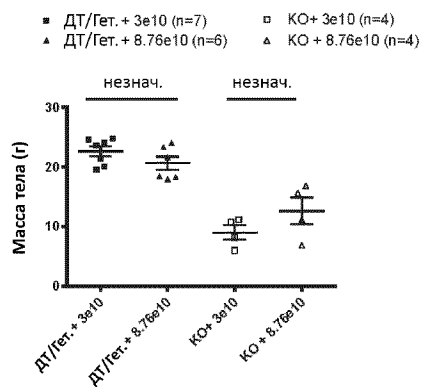 ДТ/Гет. + 3e10 (n=7)
ДТ/Гет. + 8.76e10 (n=6)
КО+ 3e10 (n=4)
КО + 8.76e10 (n=4)
незнач.
незнач.
Масса тела (г)
30
20
10
0
ДТ/Гет. + 3e10
ДТ/Гет. + 8.76e10
КО+ 3e10
КО + 8.76e10